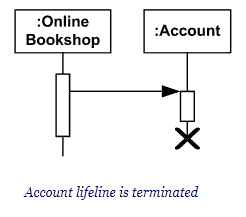 :Online
Bookshop
:Account
Account lifeline is terminated